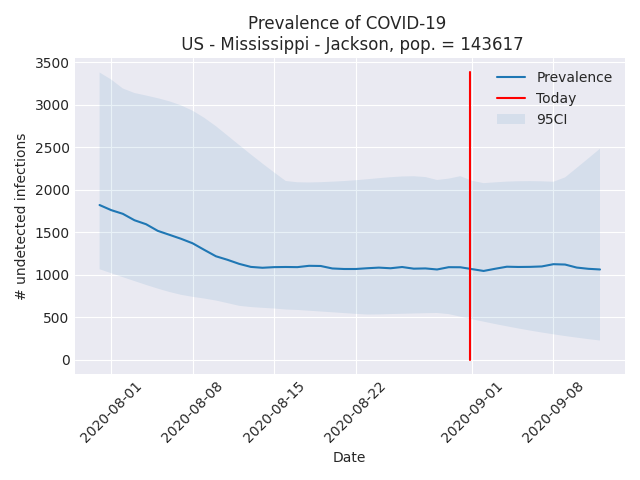 Prevalence of COVID-19
US - Mississippi - Jackson, pop. = 143617
Prevalence
Today
95CI
# undetected infections
3500
3000
2500
2000
1500
1000
500
0
2020-08-01
2020-08-08
2020-08-15
2020-08-22
2020-09-01
2020-09-08
Date